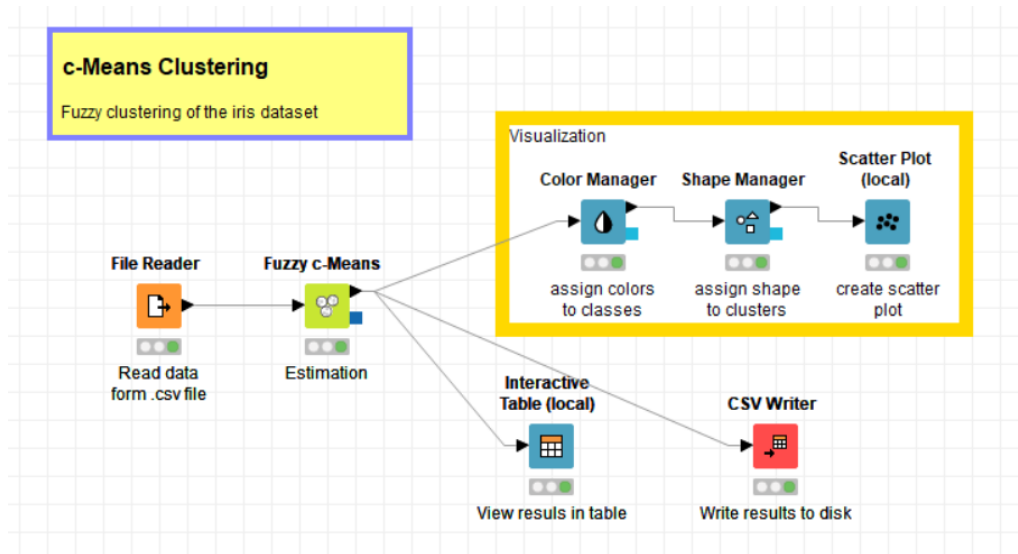 c-Means Clustering
Fuzzy clustering of the iris dataset
Visualization
Color Manager
Shape Manager
Scatter Plot
(local)
assign colors
to classes
assign shape
to clusters
create scatter
plot
File Reader
Fuzzy c-Means
Read data
form .csv file
Estimation
Interactive
Table (local)
CSV Writer
View resuls in table
Write results to disk